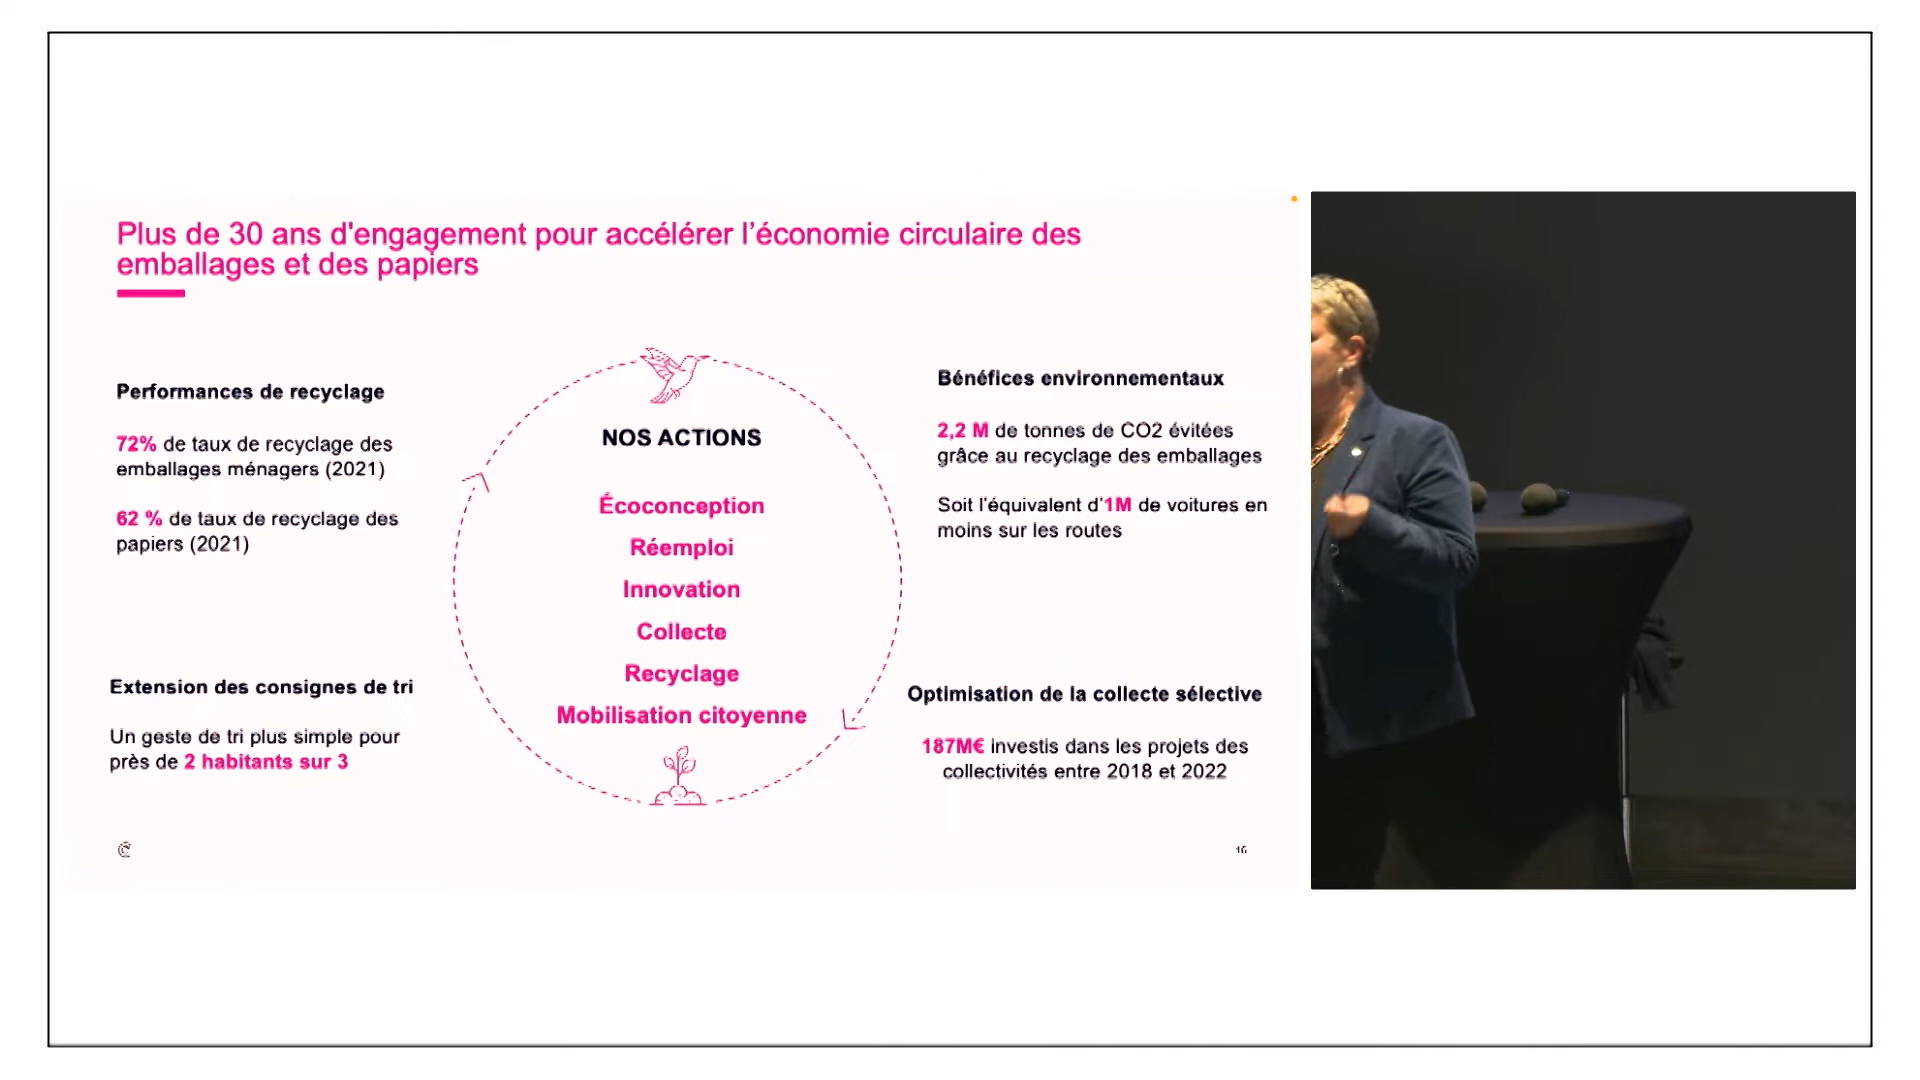 Plus de 30 ans d'engagement pour accélérer l’économie circulaire des
emballages et des papiers
Performances de recyclage
72% de taux de recyclage des
emballages ménagers (2021)
62 % de taux de recyclage des
papiers (2021)
Extension des consignes de tri
Un geste de tri plus simple pour
près de 2 habitants sur 3
NOS ACTIONS
Écoconception
Réemploi
Innovation
Collecte
Recyclage
Mobilisation citoyenne
Bénéfices environnementaux
2,2 M de tonnes de CO2 évitées
grâce au recyclage des emballages
Soit l'équivalent d'1M de voitures en
moins sur les routes
Optimisation de la collecte sélective
187M€ investis dans les projets des
collectivités entre 2018 et 2022